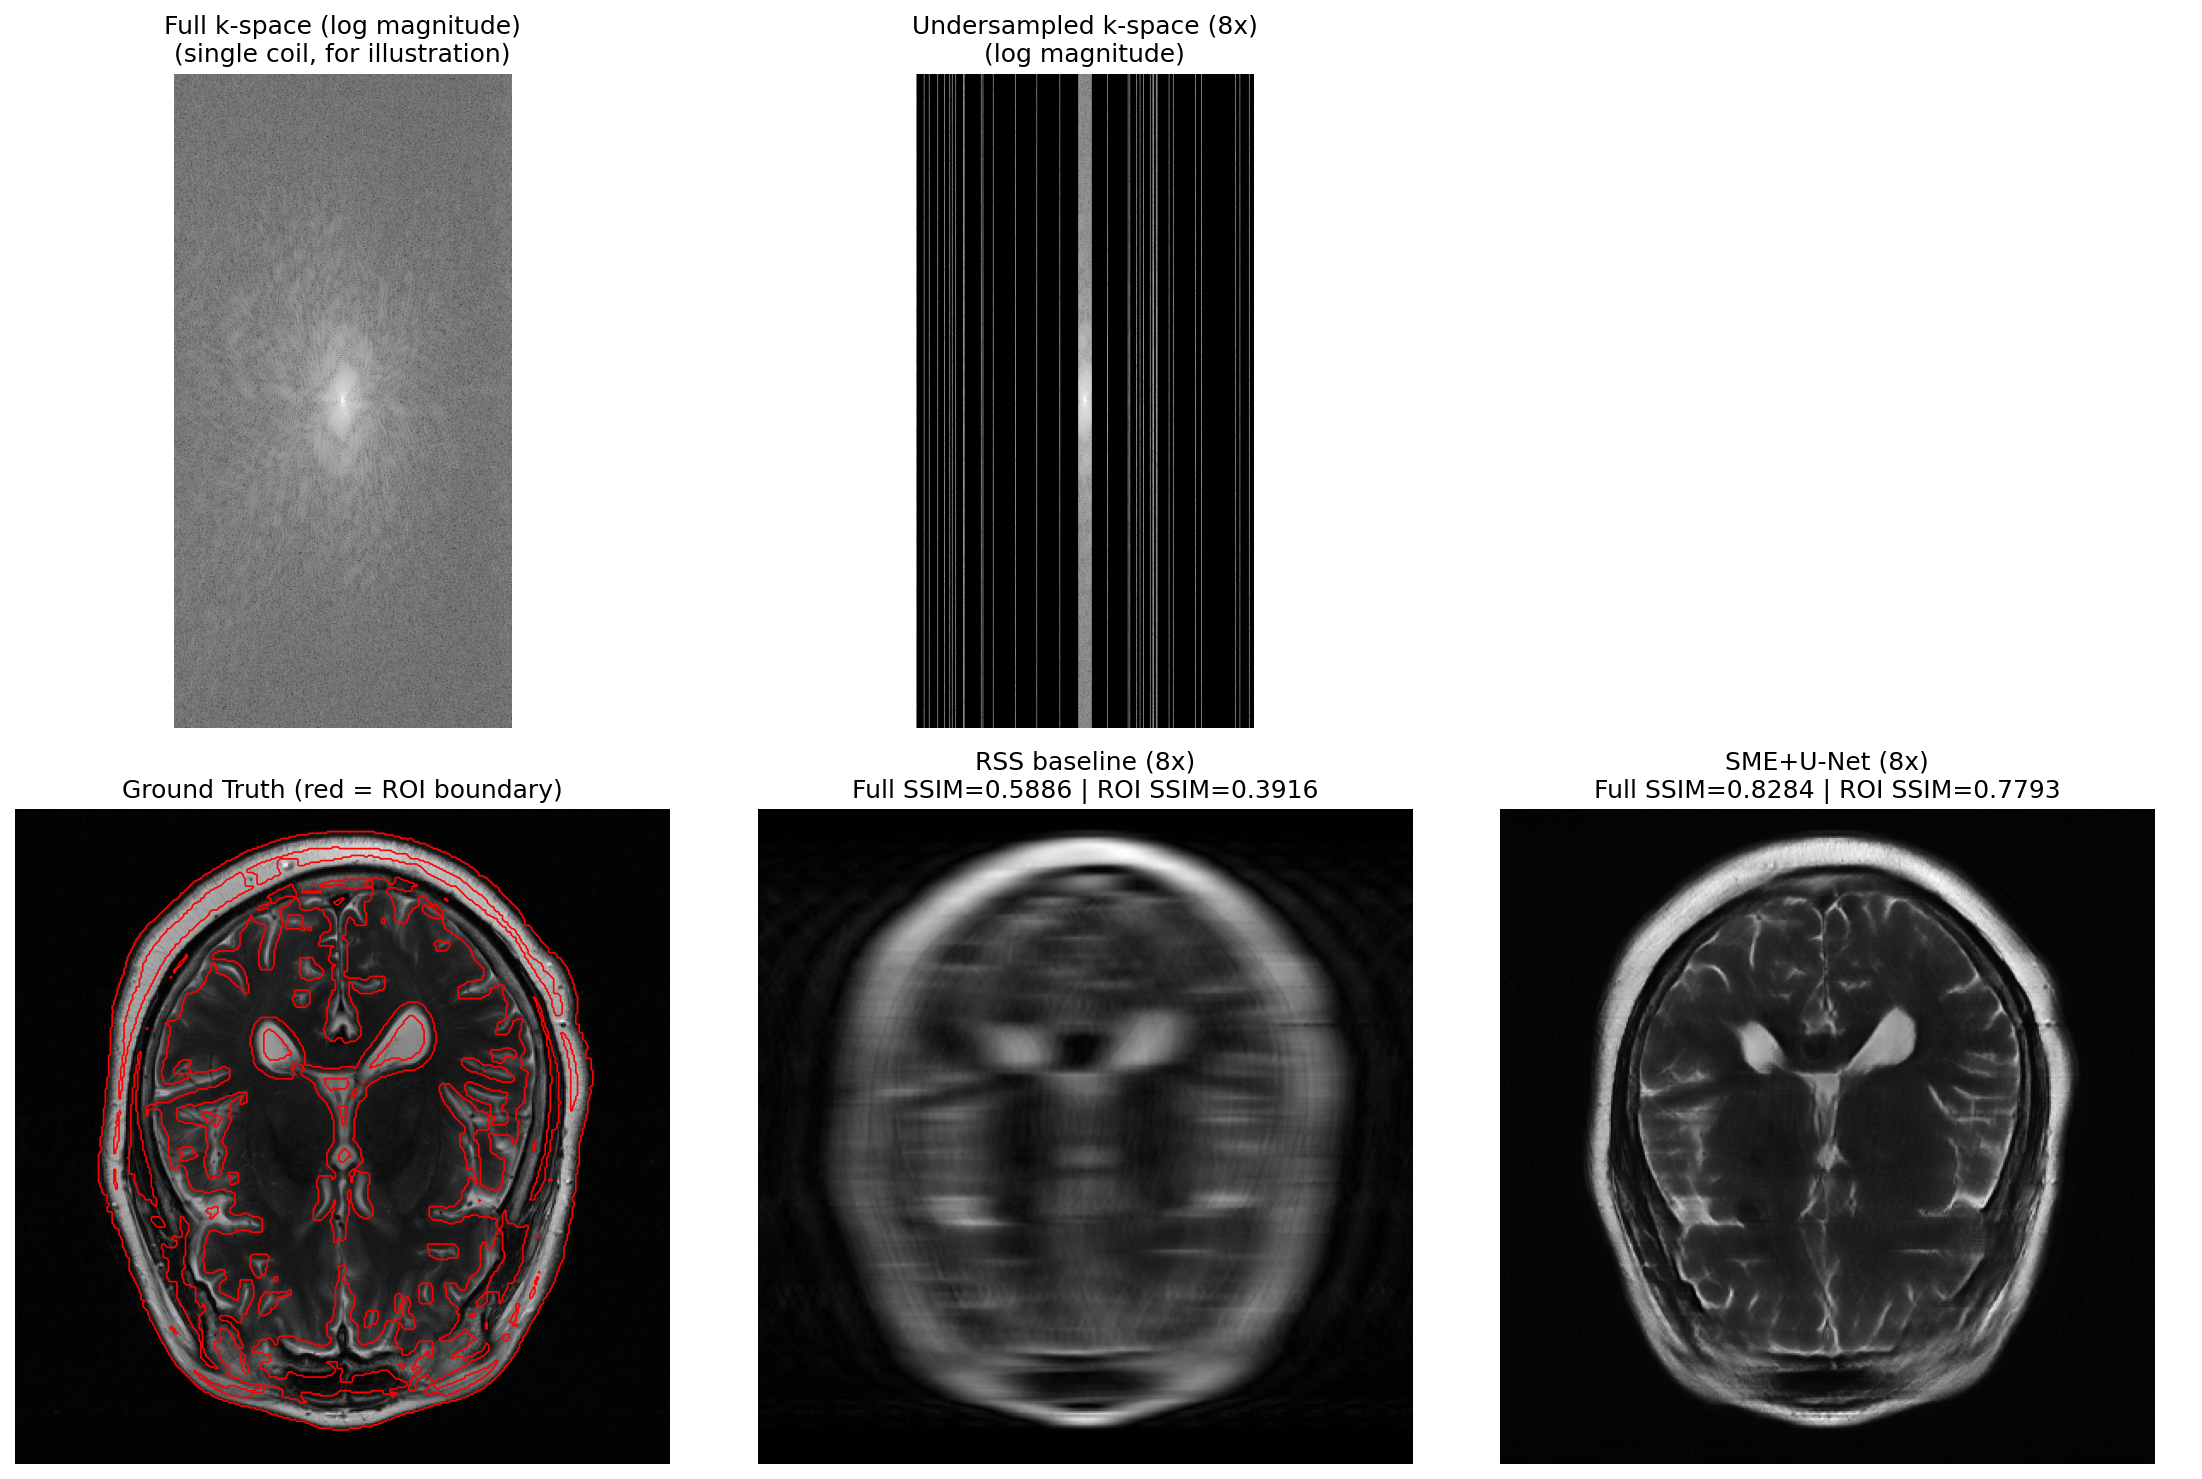 Full k-space (log magnitude)
(single coil, for illustration)
Undersampled k-space (8x)
(log magnitude)
Ground Truth (red = ROI boundary)
RSS baseline (8x)
Full SSIM=0.5886 | ROI SSIM=0.3916
SME+U-Net (8x)
Full SSIM=0.8284 | ROI SSIM=0.7793